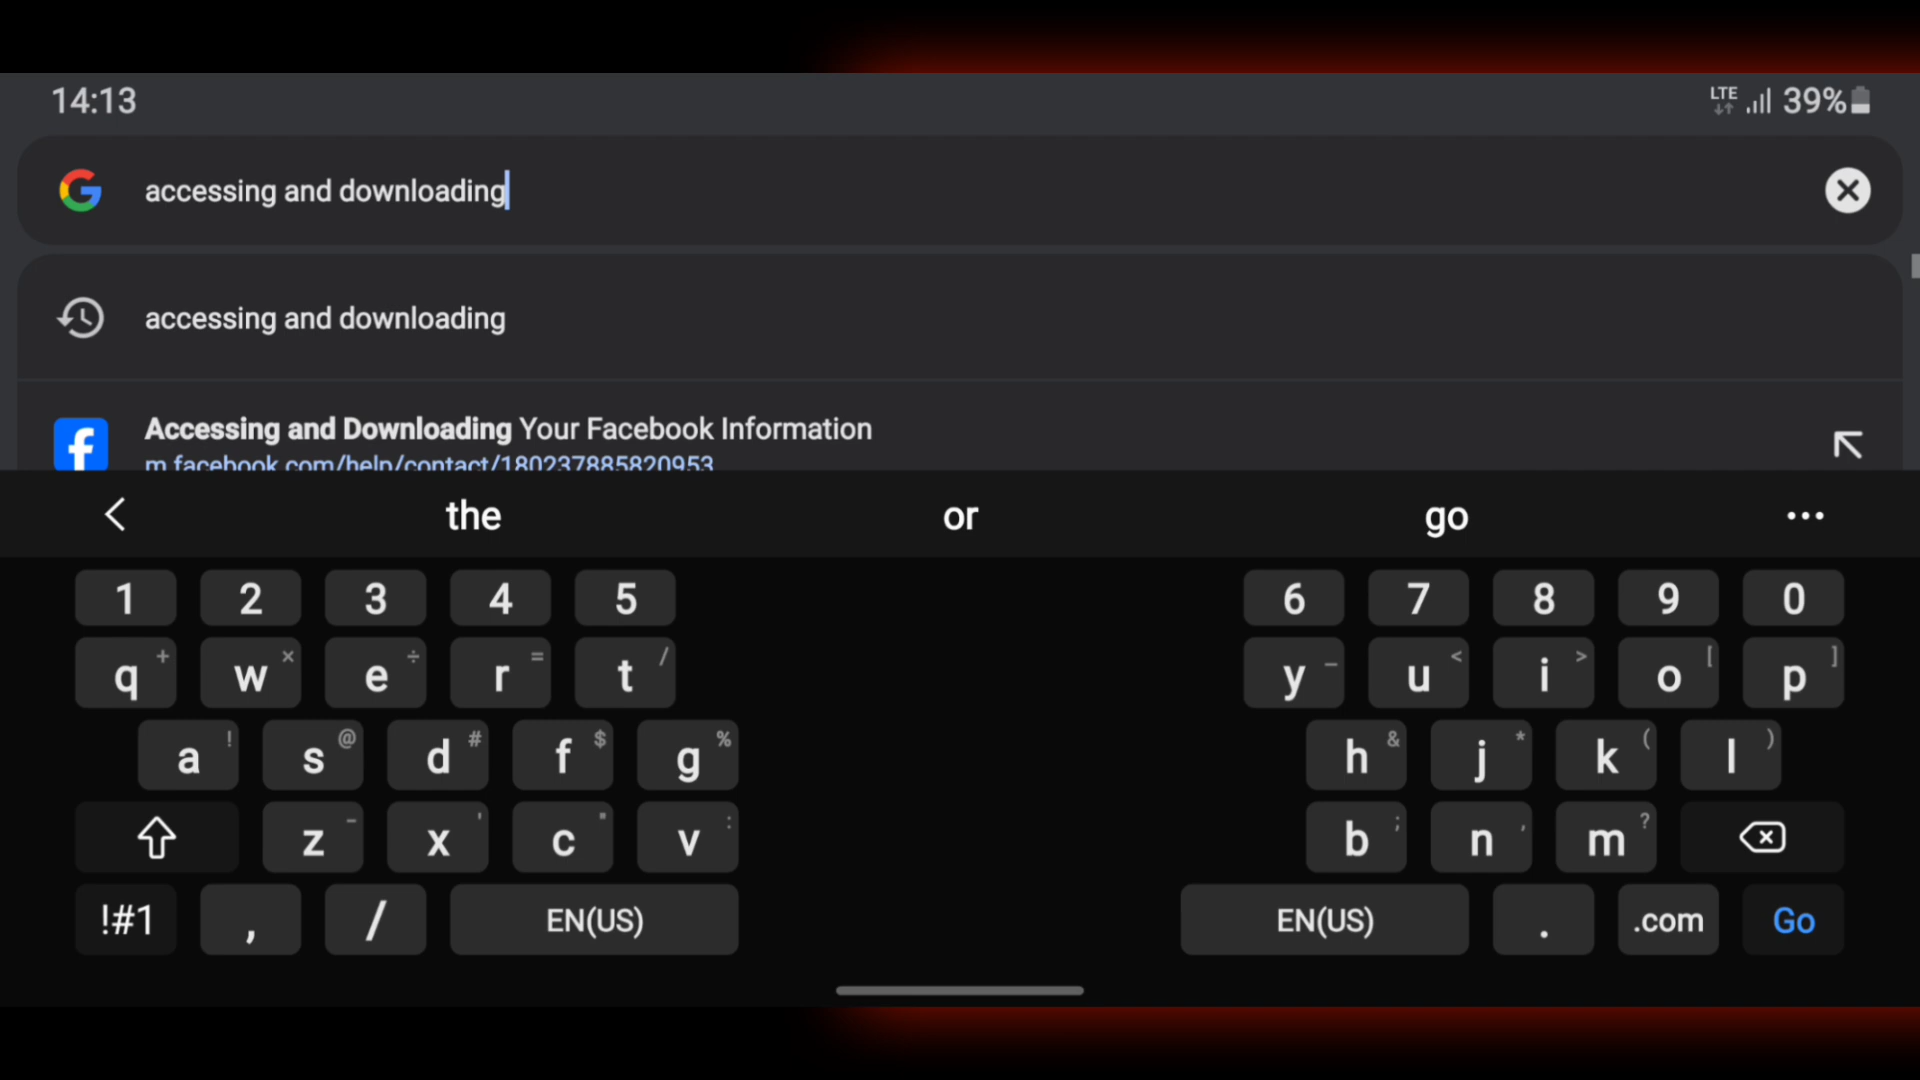 14:13 LTE 39%
accessing and downloading
accessing and downloading
Accessing and Downloading Your Facebook Information
m.facebook.com/help/contact/180237885820953
the or go ...
1 2 3 4 5 6 7 8 9 0
q + w × e ÷ r = t / y _ u < i > o [ p ]
a ! s @ d # f $ g % h & j * k ( l )
z - x ' c " v : b ; n , m ?
!#1 , / EN(US) EN(US) . .com Go